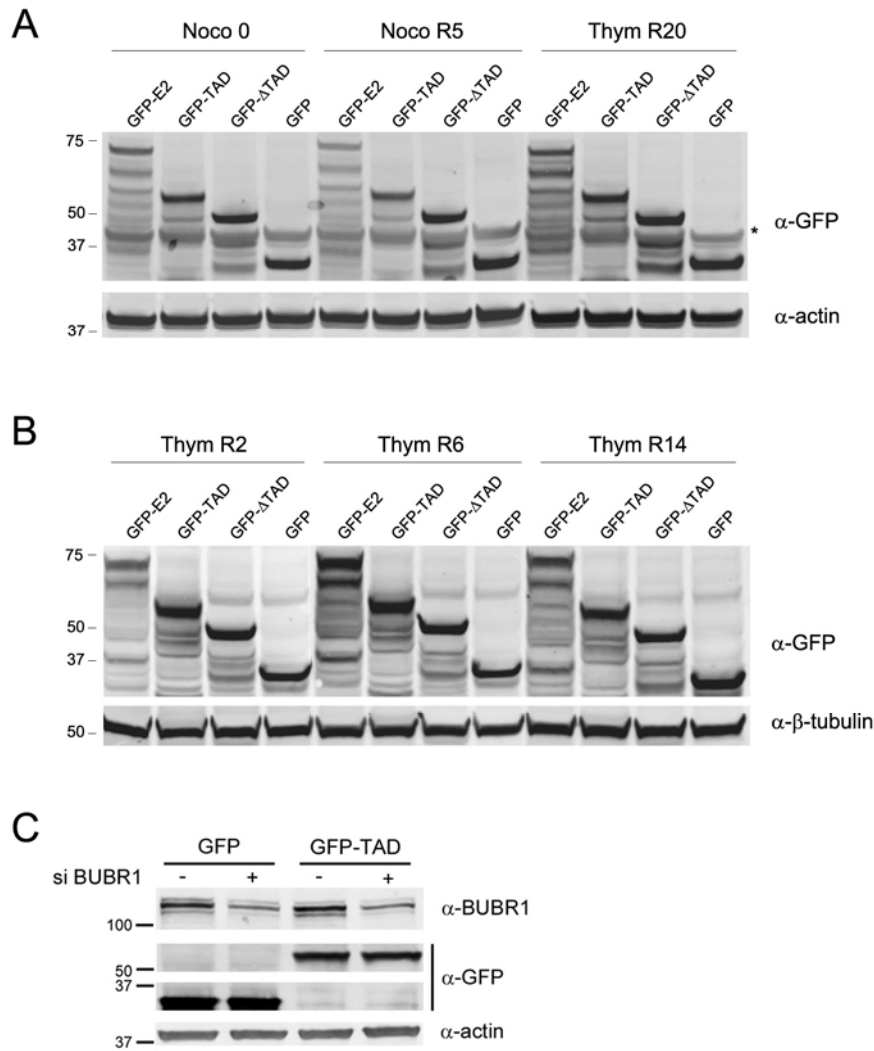 A
Noco 0 Noco R5 Thym R20
GFP-E2 GFP-TAD GFP-ΔTAD GFP GFP-E2 GFP-TAD GFP-ΔTAD GFP GFP-E2 GFP-TAD GFP-ΔTAD GFP
75
50
α-GFP
*
37
α-actin
37
B
Thym R2 Thym R6 Thym R14
GFP-E2 GFP-TAD GFP-ΔTAD GFP GFP-E2 GFP-TAD GFP-ΔTAD GFP GFP-E2 GFP-TAD GFP-ΔTAD GFP
75
50
α-GFP
37
50
α-β-tubulin
C
GFP GFP-TAD
si BUBR1 - + - +
α-BUBR1
100
50
α-GFP
37
α-actin
37